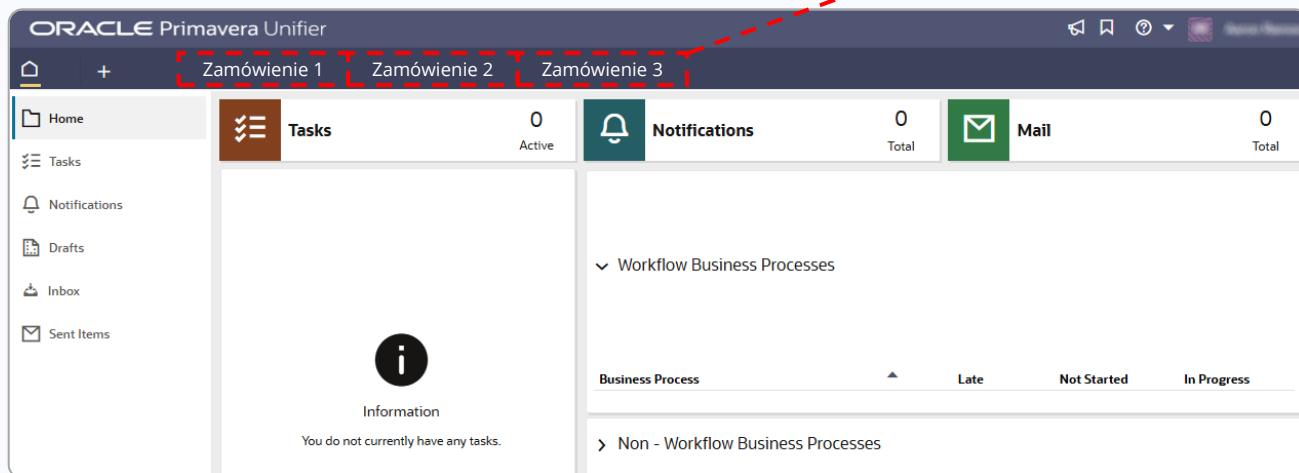 ORACLE Primavera Unifier
+ Zamówienie 1 Zamówienie 2 Zamówienie 3
Home
Tasks
Notifications
Drafts
Inbox
Sent Items
Tasks 0 Active
Notifications 0 Total
Mail 0 Total
Information
You do not currently have any tasks.
Workflow Business Processes
Business Process Late Not Started In Progress
Non - Workflow Business Processes